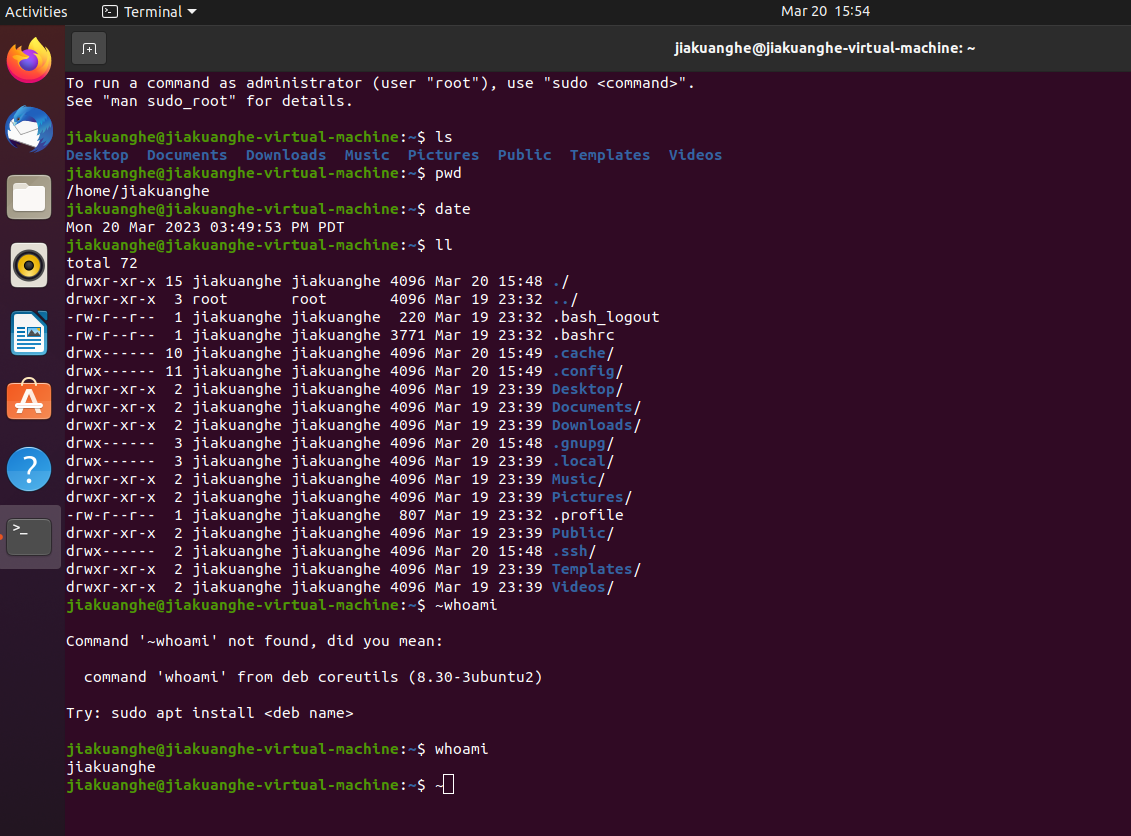 Activities Terminal Mar 20 15:54
jiakuanghe@jiakuanghe-virtual-machine: ~
To run a command as administrator (user "root"), use "sudo <command>".
See "man sudo_root" for details.
jiakuanghe@jiakuanghe-virtual-machine:~$ ls
Desktop Documents Downloads Music Pictures Public Templates Videos
jiakuanghe@jiakuanghe-virtual-machine:~$ pwd
/home/jiakuanghe
jiakuanghe@jiakuanghe-virtual-machine:~$ date
Mon 20 Mar 2023 03:49:53 PM PDT
jiakuanghe@jiakuanghe-virtual-machine:~$ ll
total 72
drwxr-xr-x 15 jiakuanghe jiakuanghe 4096 Mar 20 15:48 ./
drwxr-xr-x  3 root       root       4096 Mar 19 23:32 ../
-rw-r--r--  1 jiakuanghe jiakuanghe  220 Mar 19 23:32 .bash_logout
-rw-r--r--  1 jiakuanghe jiakuanghe 3771 Mar 19 23:32 .bashrc
drwx------ 10 jiakuanghe jiakuanghe 4096 Mar 20 15:49 .cache/
drwx------ 11 jiakuanghe jiakuanghe 4096 Mar 20 15:49 .config/
drwxr-xr-x  2 jiakuanghe jiakuanghe 4096 Mar 19 23:39 Desktop/
drwxr-xr-x  2 jiakuanghe jiakuanghe 4096 Mar 19 23:39 Documents/
drwxr-xr-x  2 jiakuanghe jiakuanghe 4096 Mar 19 23:39 Downloads/
drwx------  3 jiakuanghe jiakuanghe 4096 Mar 20 15:48 .gnupg/
drwx------  3 jiakuanghe jiakuanghe 4096 Mar 19 23:39 .local/
drwxr-xr-x  2 jiakuanghe jiakuanghe 4096 Mar 19 23:39 Music/
drwxr-xr-x  2 jiakuanghe jiakuanghe 4096 Mar 19 23:39 Pictures/
-rw-r--r--  1 jiakuanghe jiakuanghe  807 Mar 19 23:32 .profile
drwxr-xr-x  2 jiakuanghe jiakuanghe 4096 Mar 19 23:39 Public/
drwx------  2 jiakuanghe jiakuanghe 4096 Mar 20 15:48 .ssh/
drwxr-xr-x  2 jiakuanghe jiakuanghe 4096 Mar 19 23:39 Templates/
drwxr-xr-x  2 jiakuanghe jiakuanghe 4096 Mar 19 23:39 Videos/
jiakuanghe@jiakuanghe-virtual-machine:~$ ~whoami
Command '~whoami' not found, did you mean:
command 'whoami' from deb coreutils (8.30-3ubuntu2)
Try: sudo apt install <deb name>
jiakuanghe@jiakuanghe-virtual-machine:~$ whoami
jiakuanghe
jiakuanghe@jiakuanghe-virtual-machine:~$ ~